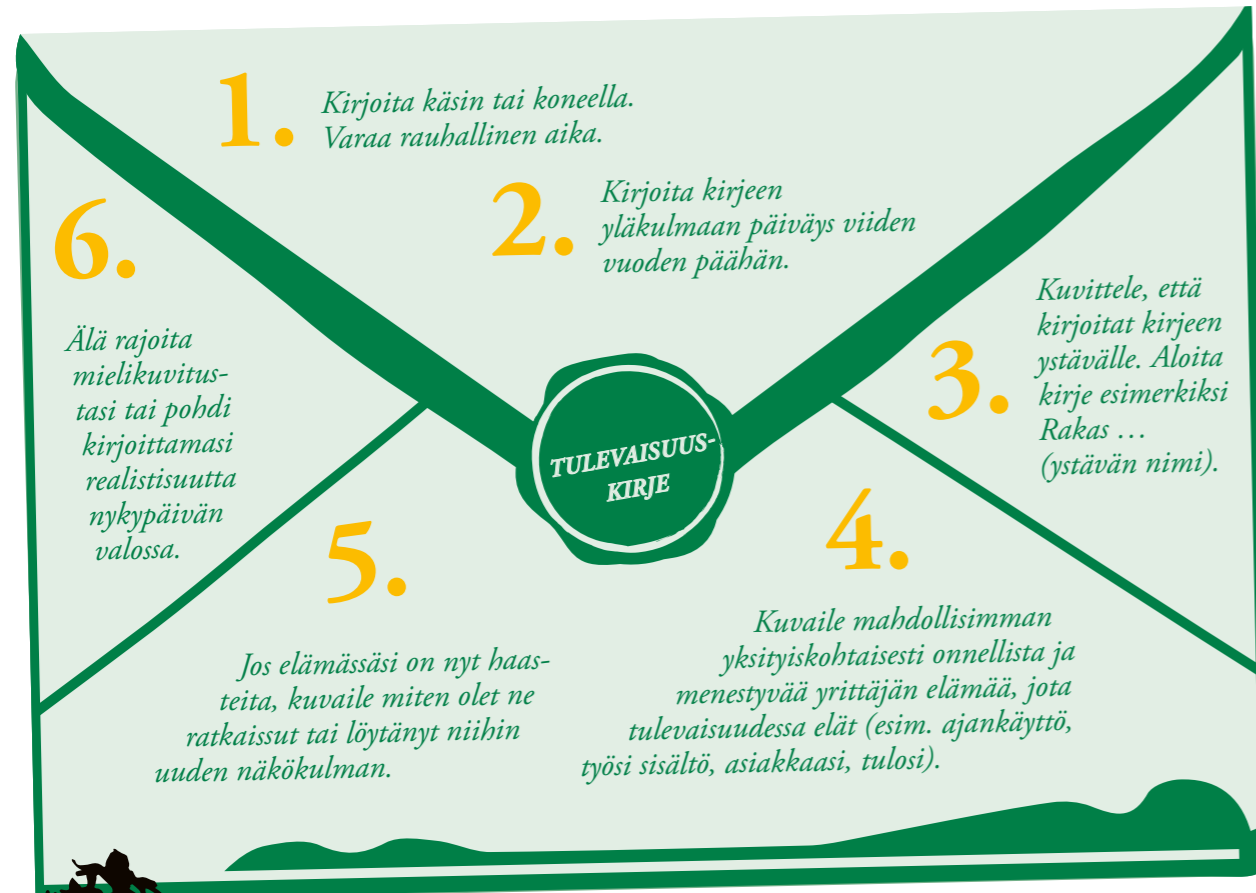 1.
Kirjoita käsin tai koneella.
Varaa rauhallinen aika.
2.
Kirjoita kirjeen
yläkulmaan päiväys viiden
vuoden päähän.
3.
Kuvittele, että
kirjoitat kirjeen
ystävälle. Aloita
kirje esimerkiksi
Rakas ...
(ystävän nimi).
TULEVAISUUS-
KIRJE
4.
Kuvaile mahdollisimman
yksityiskohtaisesti onnellista ja
menestyvää yrittäjän elämää, jota
tulevaisuudessa elät (esim. ajankäyttö,
työsi sisältö, asiakkaasi, tulosi).
5.
Jos elämässäsi on nyt haas-
teita, kuvaile miten olet ne
ratkaissut tai löytänyt niihin
uuden näkökulman.
6.
Älä rajoita
mielikuvitus-
tasi tai pohdi
kirjoittamasi
realistisuutta
nykypäivän
valossa.